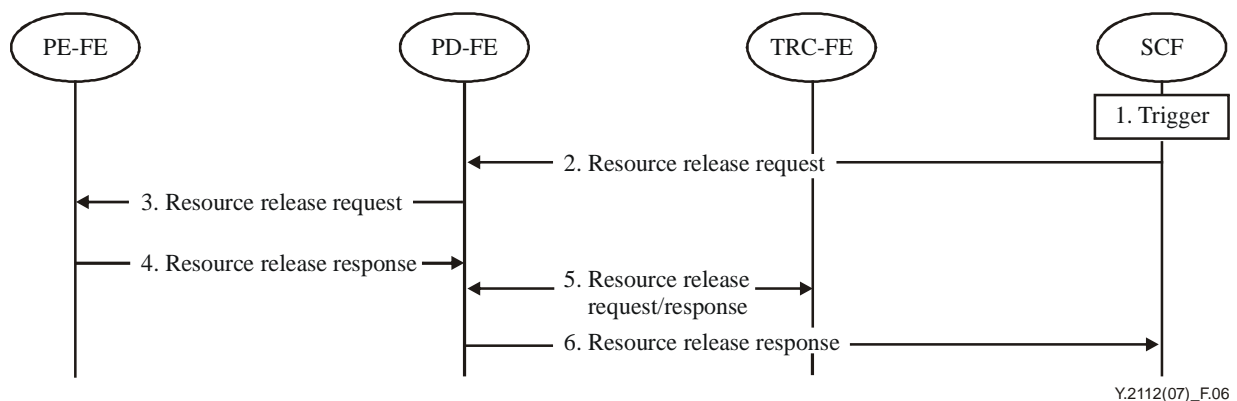 PE-FE
PD-FE
TRC-FE
SCF
1. Trigger
2. Resource release request
3. Resource release request
4. Resource release response
5. Resource release
request/response
6. Resource release response
Y.2112(07)_F.06